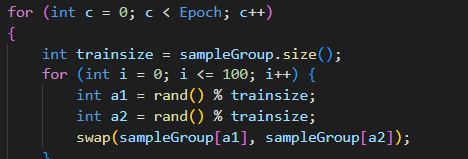 for (int c = 0; c < Epoch; c++)
{
int trainsize = sampleGroup.size();
for (int i = 0; i <= 100; i++) {
int a1 = rand() % trainsize;
int a2 = rand() % trainsize;
swap(sampleGroup[a1], sampleGroup[a2]);
}